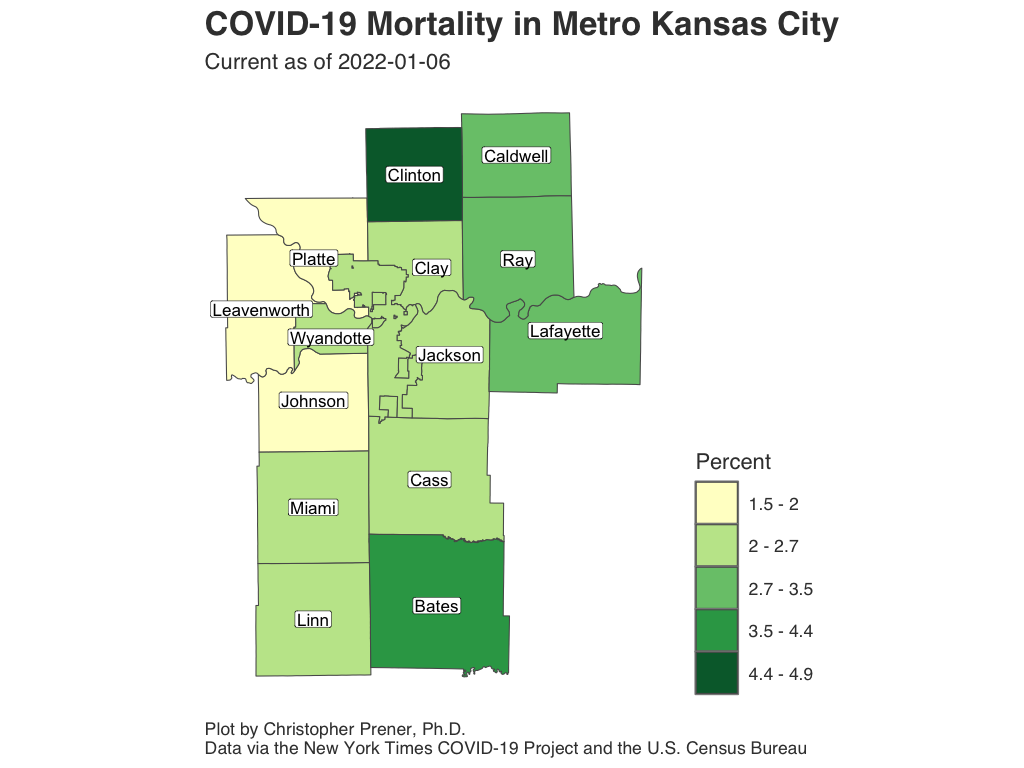 COVID-19 Mortality in Metro Kansas City
Current as of 2022-01-06
Caldwell
Clinton
Platte
Clay
Ray
Leavenworth
Wyandotte
Lafayette
Jackson
Johnson
Cass
Miami
Bates
Linn
Percent
1.5 - 2
2 - 2.7
2.7 - 3.5
3.5 - 4.4
4.4 - 4.9
Plot by Christopher Prener, Ph.D.
Data via the New York Times COVID-19 Project and the U.S. Census Bureau